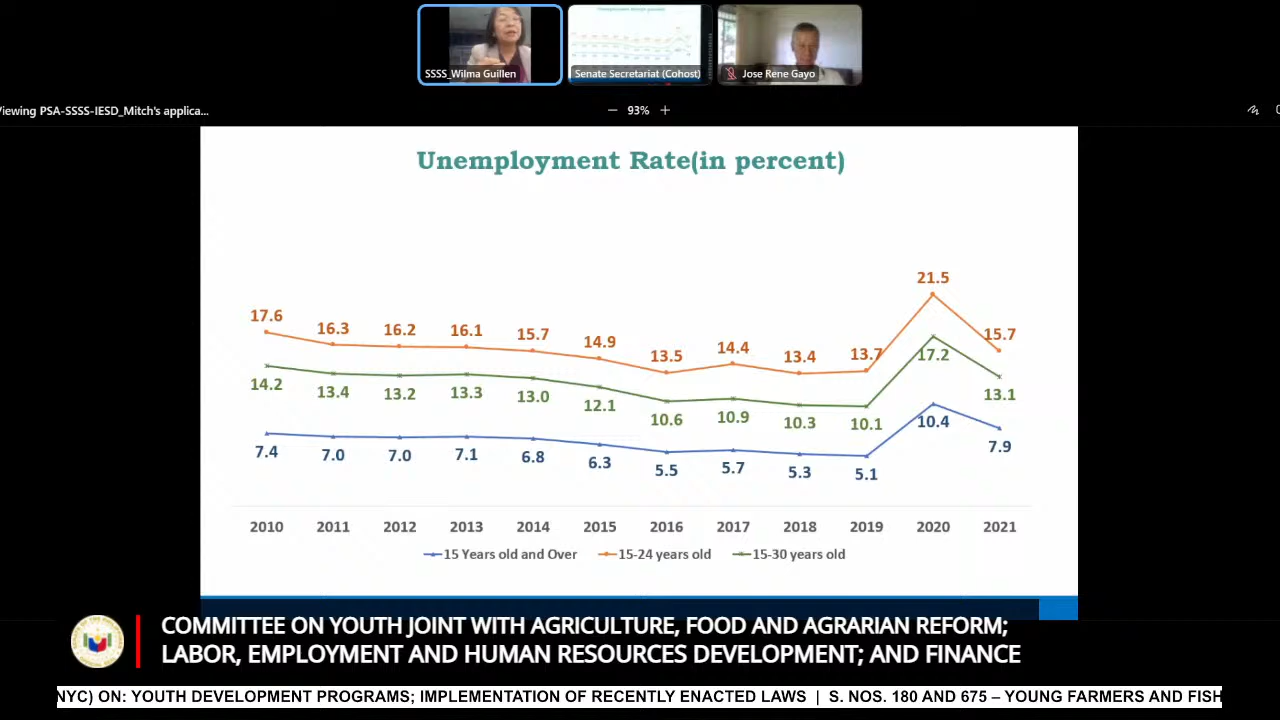 SSSS_Wilma Guillen
Senate Secretariat (Cohost)
Jose Rene Gayo
Viewing PSA-SSSS-IESD_Mitch's applica...
93%
Unemployment Rate(in percent)
21.5
17.6 16.3 16.2 16.1 15.7 14.9 13.5 14.4 13.4 13.7 15.7
14.2 13.4 13.2 13.3 13.0 12.1 10.6 10.9 10.3 10.1 17.2 13.1
7.4 7.0 7.0 7.1 6.8 6.3 5.5 5.7 5.3 5.1 10.4 7.9
2010 2011 2012 2013 2014 2015 2016 2017 2018 2019 2020 2021
15 Years old and Over 15-24 years old 15-30 years old
COMMITTEE ON YOUTH JOINT WITH AGRICULTURE, FOOD AND AGRARIAN REFORM;
LABOR, EMPLOYMENT AND HUMAN RESOURCES DEVELOPMENT; AND FINANCE
NYC) ON: YOUTH DEVELOPMENT PROGRAMS; IMPLEMENTATION OF RECENTLY ENACTED LAWS | S. NOS. 180 AND 675 – YOUNG FARMERS AND FISH